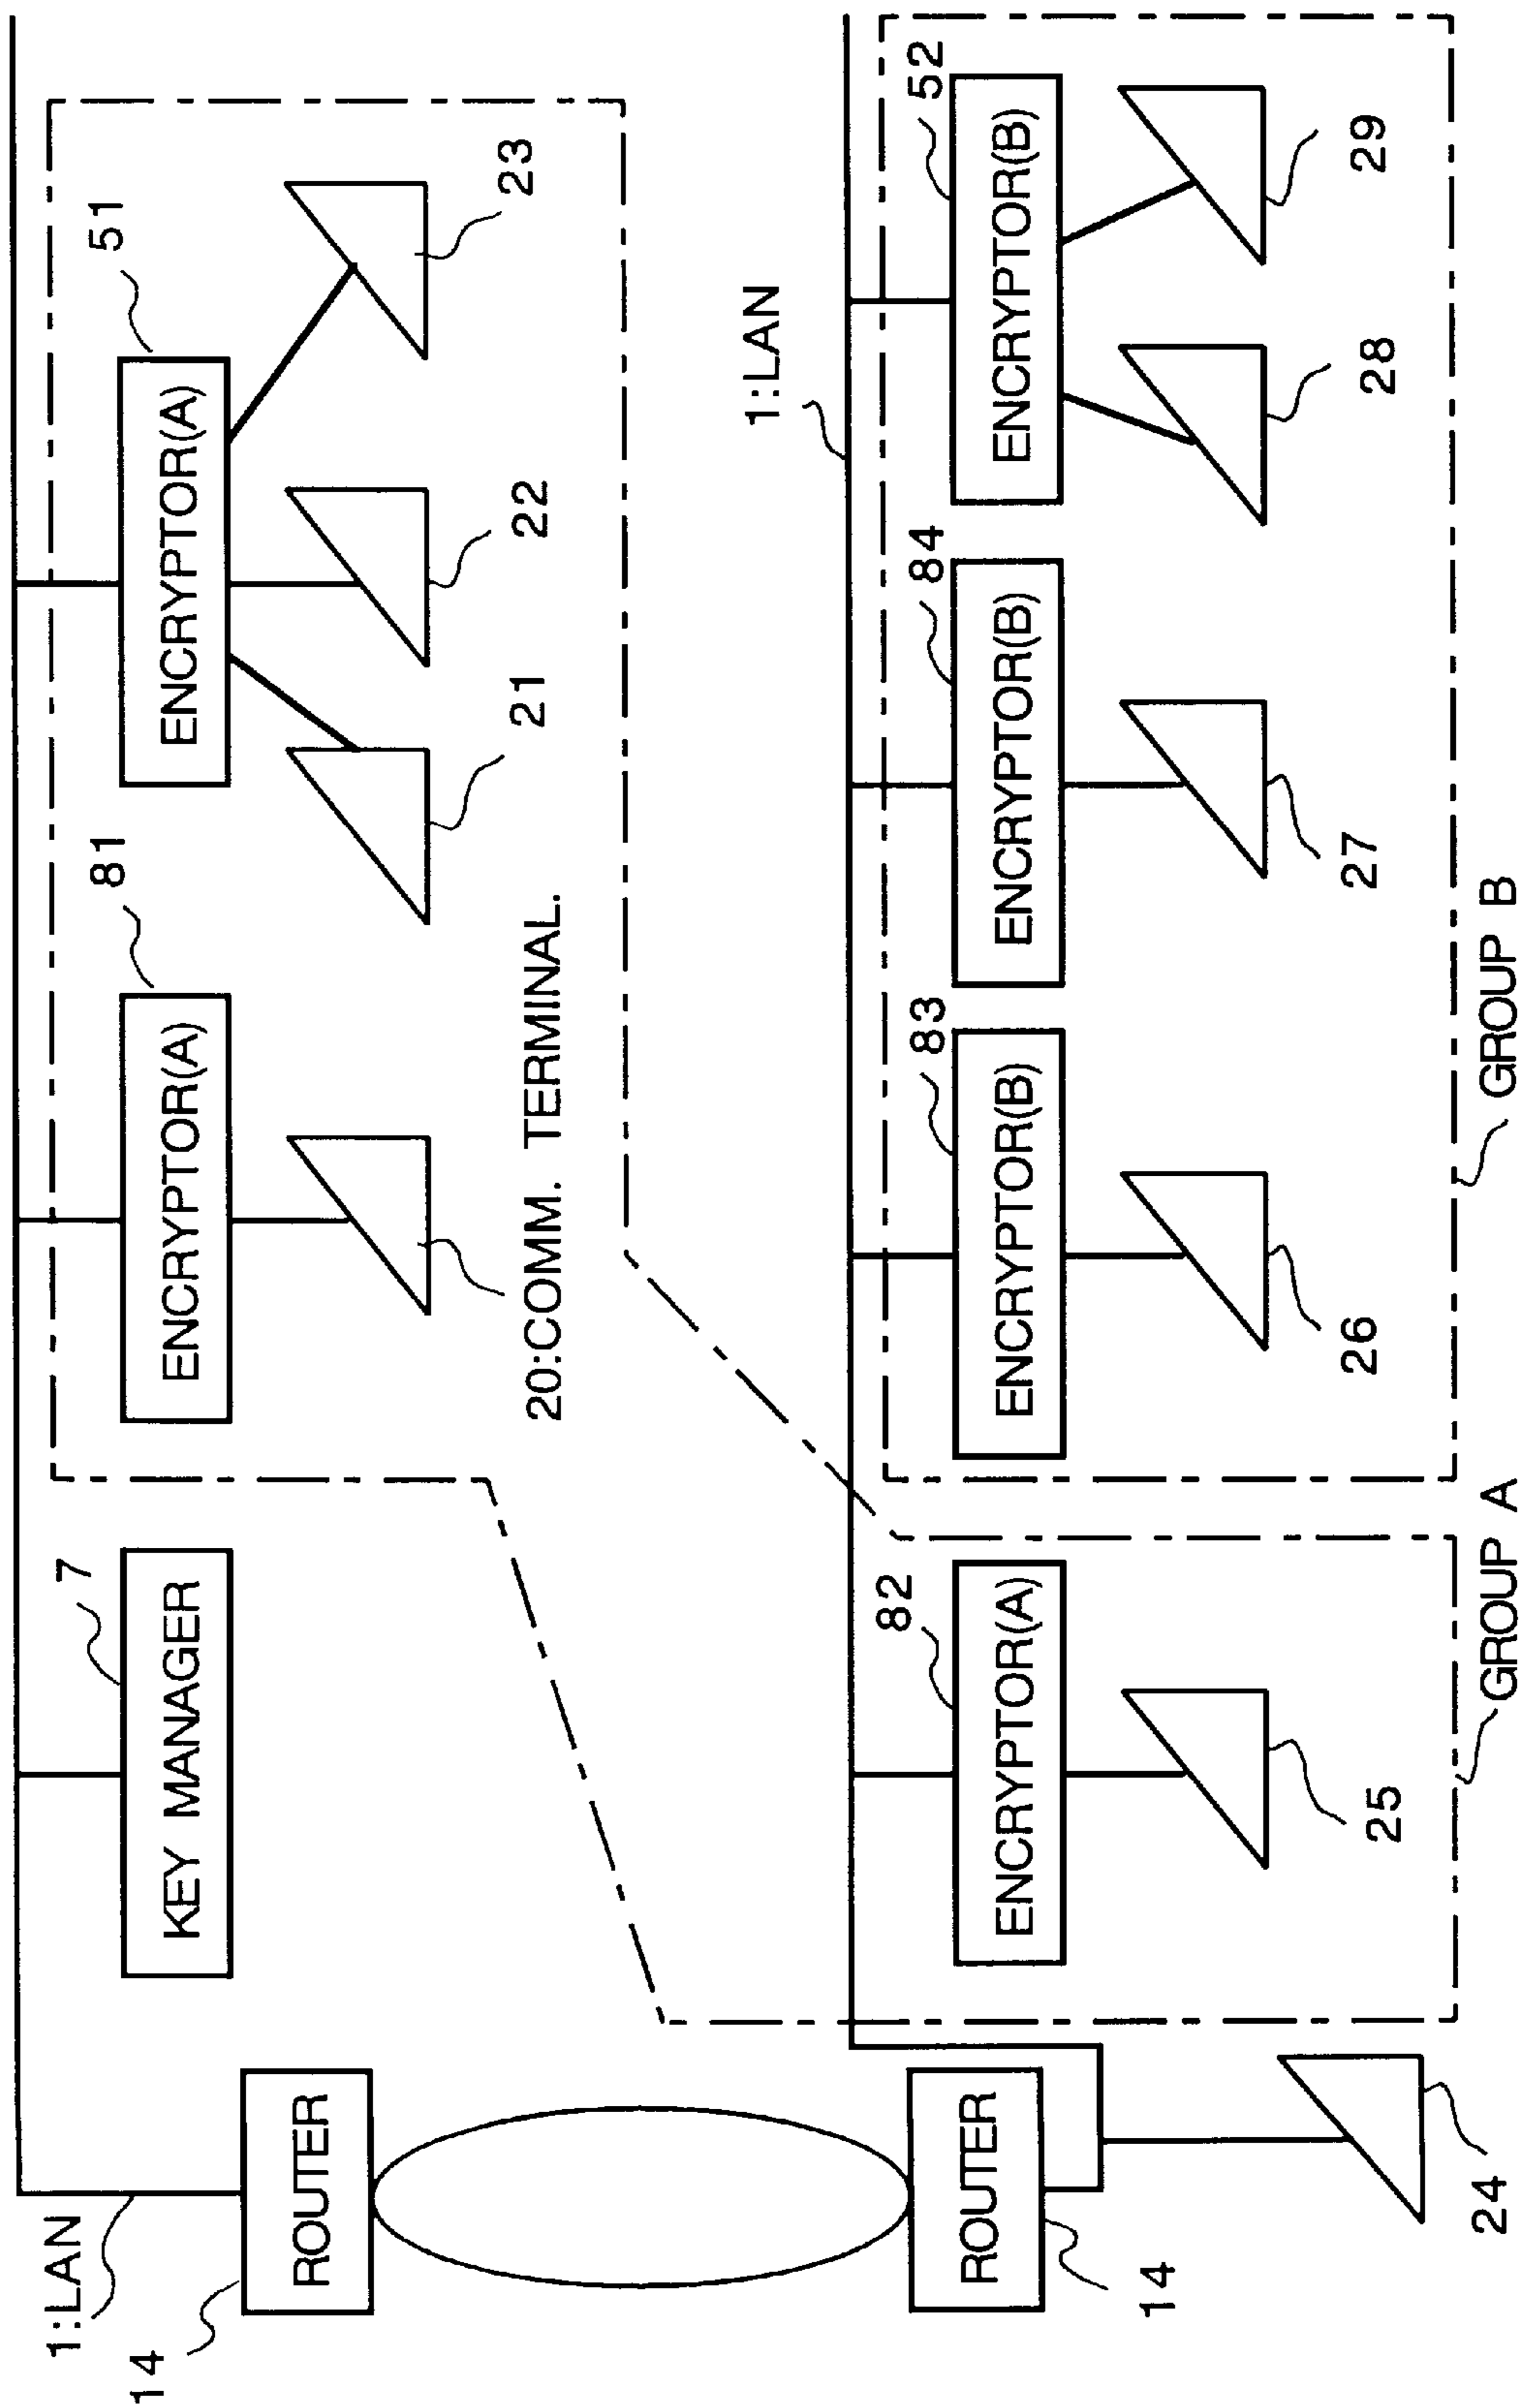 1:LAN
14
ROUTER
7
KEY MANAGER
81
ENCRYPTOR(A)
20:COMM. TERMINAL.
51
ENCRYPTOR(A)
21
22
23
1:LAN
ROUTER
14
24
82
ENCRYPTOR(A)
25
83
ENCRYPTOR(B)
26
84
ENCRYPTOR(B)
27
52
ENCRYPTOR(B)
28
29
GROUP A
GROUP B